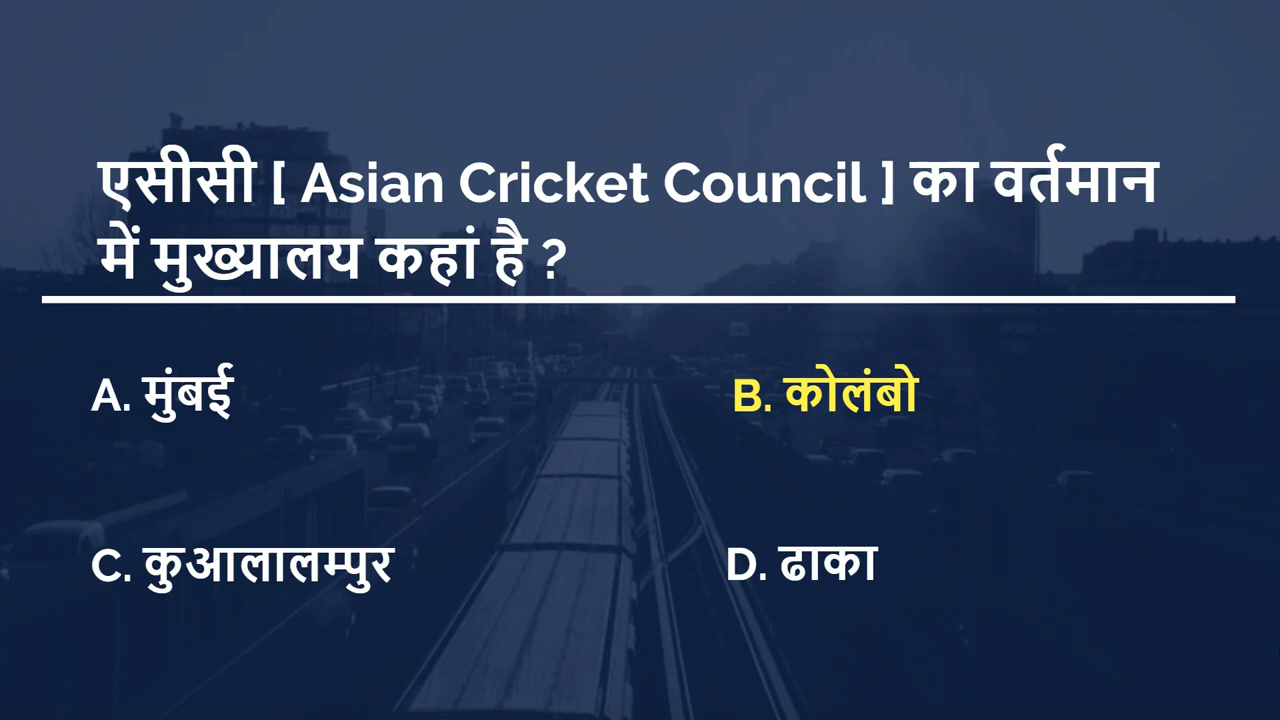 एसीसी [ Asian Cricket Council ] का वर्तमान
में मुख्यालय कहां है ?
A. मुंबई
B. कोलंबो
C. कुआलालम्पुर
D. ढाका